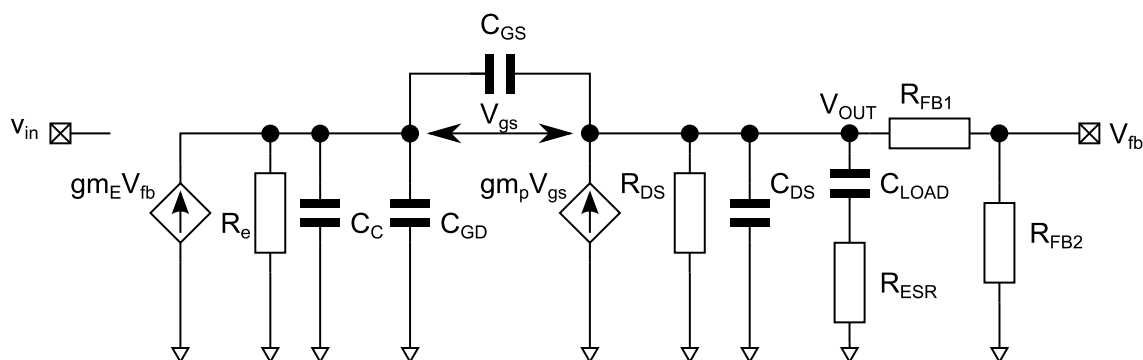 C_GS
v_in
V_gs
V_OUT
R_FB1
V_fb
gm_E V_fb
R_e
C_C
C_GD
gm_p V_gs
R_DS
C_DS
C_LOAD
R_ESR
R_FB2